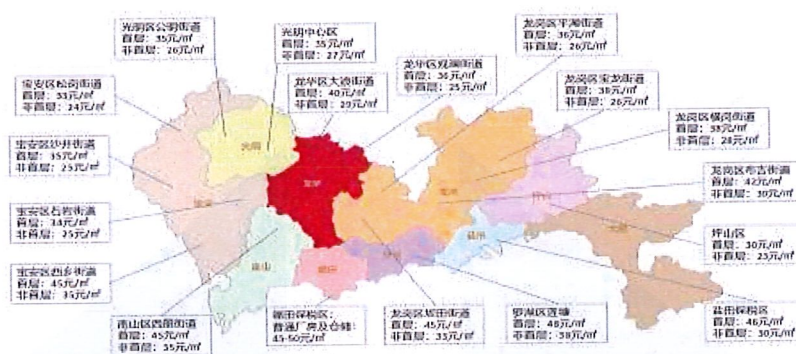 光明区公明街道
首层：35元/㎡
非首层：26元/㎡
光明中心区
首层：35元/㎡
非首层：27元/㎡
龙岗区平湖街道
首层：36元/㎡
非首层：26元/㎡
宝安区松岗街道
首层：33元/㎡
非首层：24元/㎡
龙华区大浪街道
首层：40元/㎡
非首层：29元/㎡
龙华区观澜街道
首层：36元/㎡
非首层：25元/㎡
龙岗区宝龙街道
首层：38元/㎡
非首层：26元/㎡
龙岗区横岗街道
首层：38元/㎡
非首层：28元/㎡
宝安区沙井街道
首层：35元/㎡
非首层：25元/㎡
光明
龙华
龙岗
坪山
龙岗区布吉街道
首层：42元/㎡
非首层：30元/㎡
宝安区石岩街道
首层：34元/㎡
非首层：25元/㎡
坪山区
首层：30元/㎡
非首层：25元/㎡
宝安区西乡街道
首层：45元/㎡
非首层：35元/㎡
南山
福田
盐田
南山区西丽街道
首层：45元/㎡
非首层：35元/㎡
福田保税区：
普通厂房及仓储：
45-50元/㎡
龙岗区坂田街道
首层：45元/㎡
非首层：35元/㎡
罗湖区莲塘
首层：48元/㎡
非首层：38元/㎡
盐田保税区
首层：46元/㎡
非首层：30元/㎡